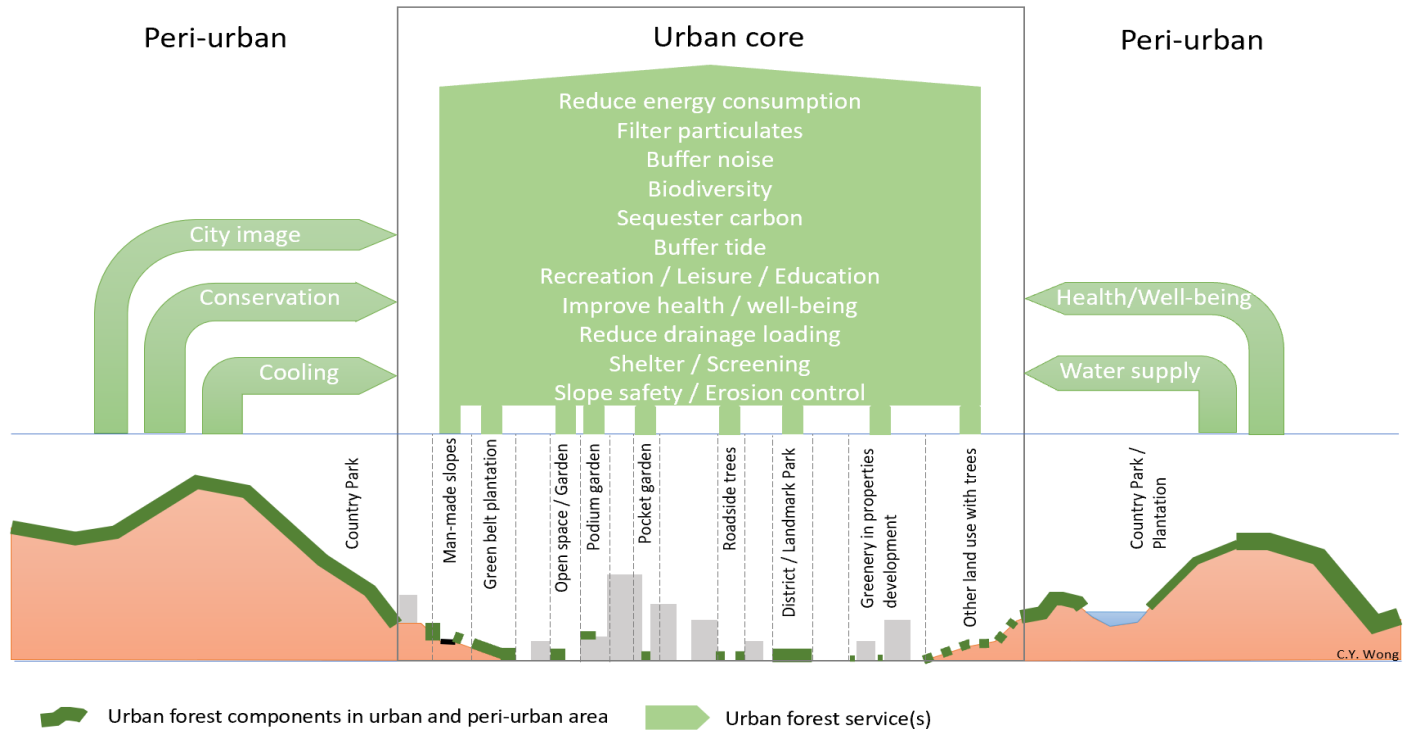 Peri-urban
Urban core
Peri-urban
Reduce energy consumption
Filter particulates
Buffer noise
Biodiversity
Sequester carbon
Buffer tide
Recreation / Leisure / Education
Improve health / well-being
Reduce drainage loading
Shelter / Screening
Slope safety / Erosion control
City image
Conservation
Cooling
Health/Well-being
Water supply
Country Park
Man-made slopes
Green belt plantation
Open space / Garden
Podium garden
Pocket garden
Roadside trees
District / Landmark Park
Greenery in properties
development
Other land use with trees
Country Park /
Plantation
C.Y. Wong
Urban forest components in urban and peri-urban area
Urban forest service(s)